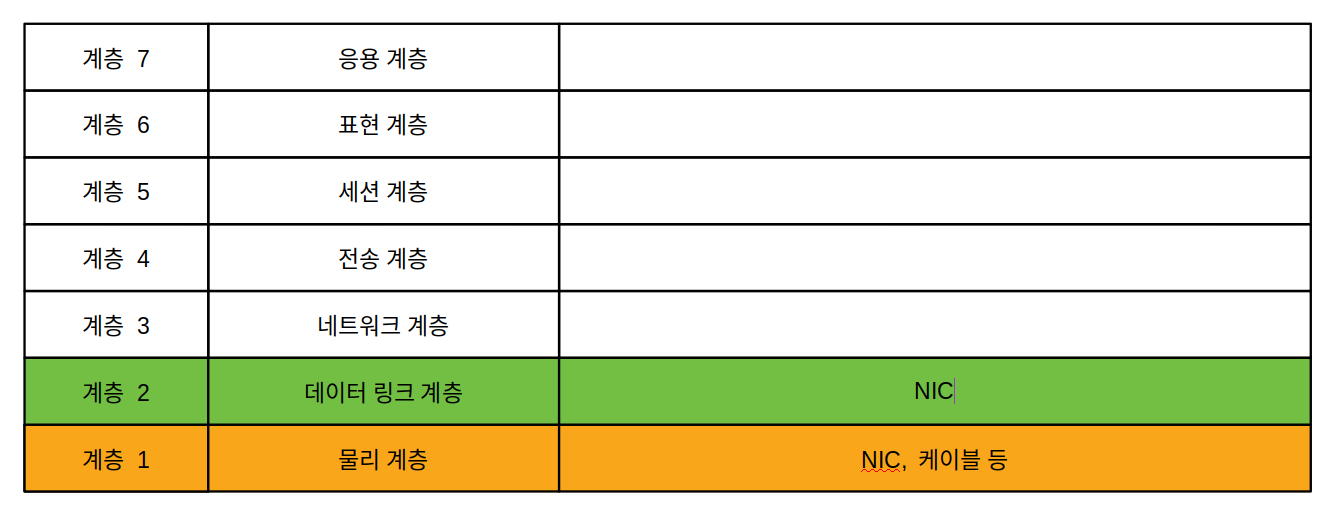 계층 7 응용 계층
계층 6 표현 계층
계층 5 세션 계층
계층 4 전송 계층
계층 3 네트워크 계층
계층 2 데이터 링크 계층 NIC
계층 1 물리 계층 NIC, 케이블 등